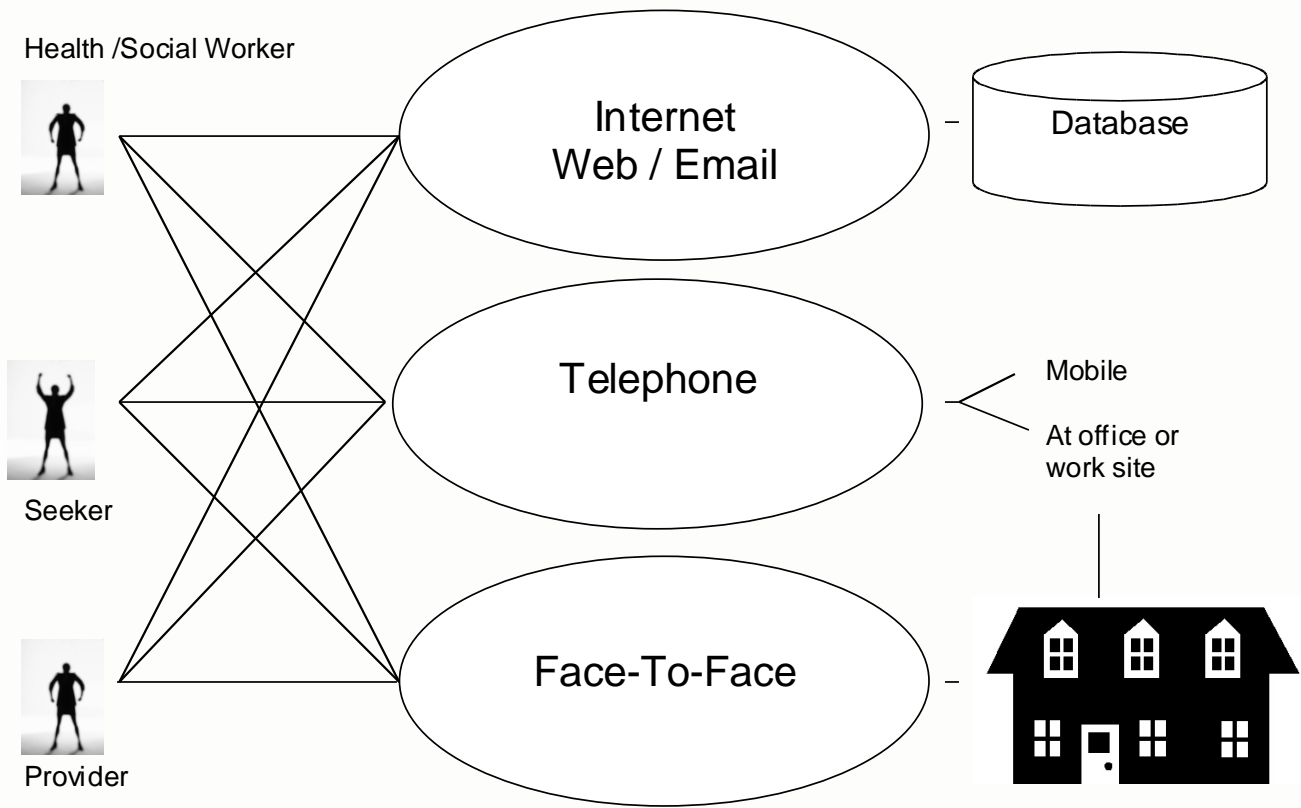 Health /Social Worker
Internet
Web / Email
Database
Telephone
Mobile
At office or
work site
Seeker
Face-To-Face
Provider